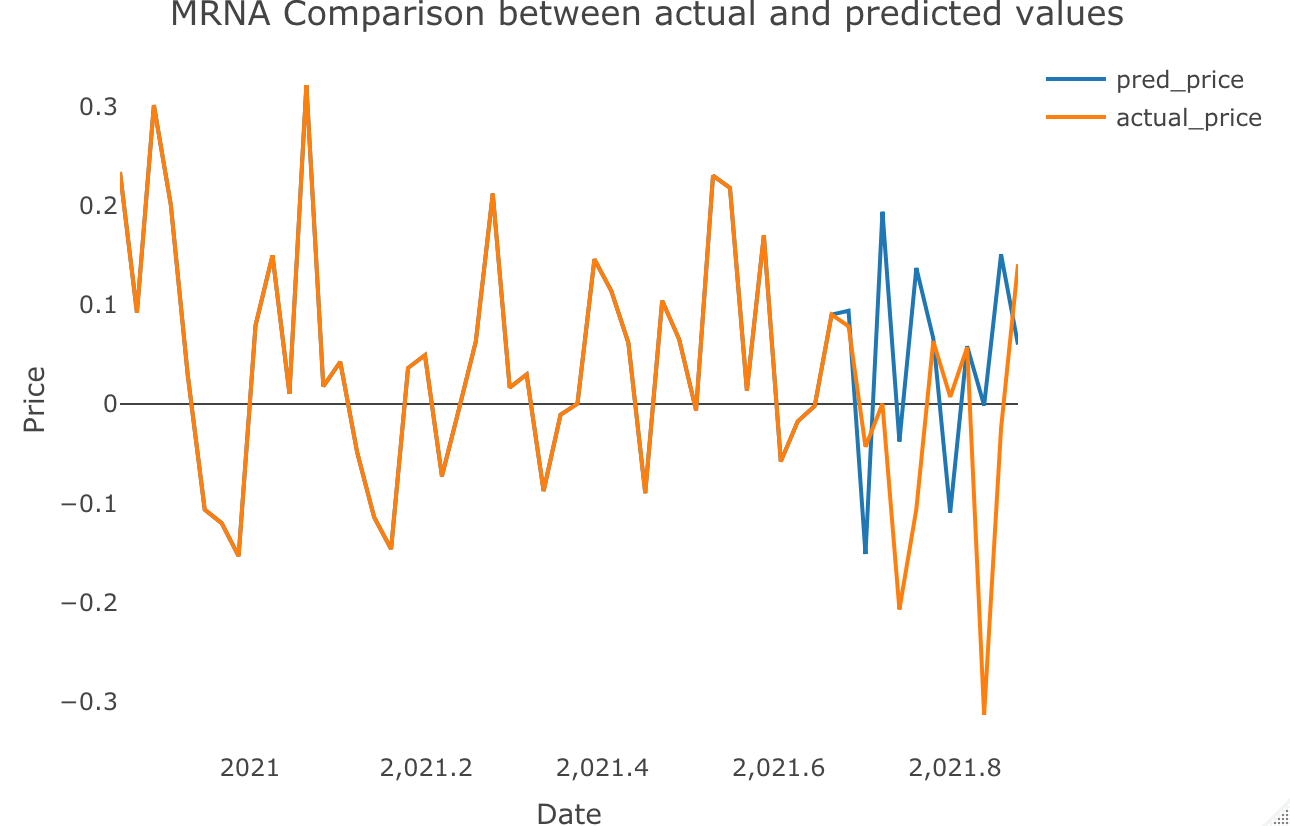 MRNA Comparison between actual and predicted values
pred_price
actual_price
0.3
0.2
0.1
0
−0.1
−0.2
−0.3
Price
2021
2,021.2
2,021.4
2,021.6
2,021.8
Date